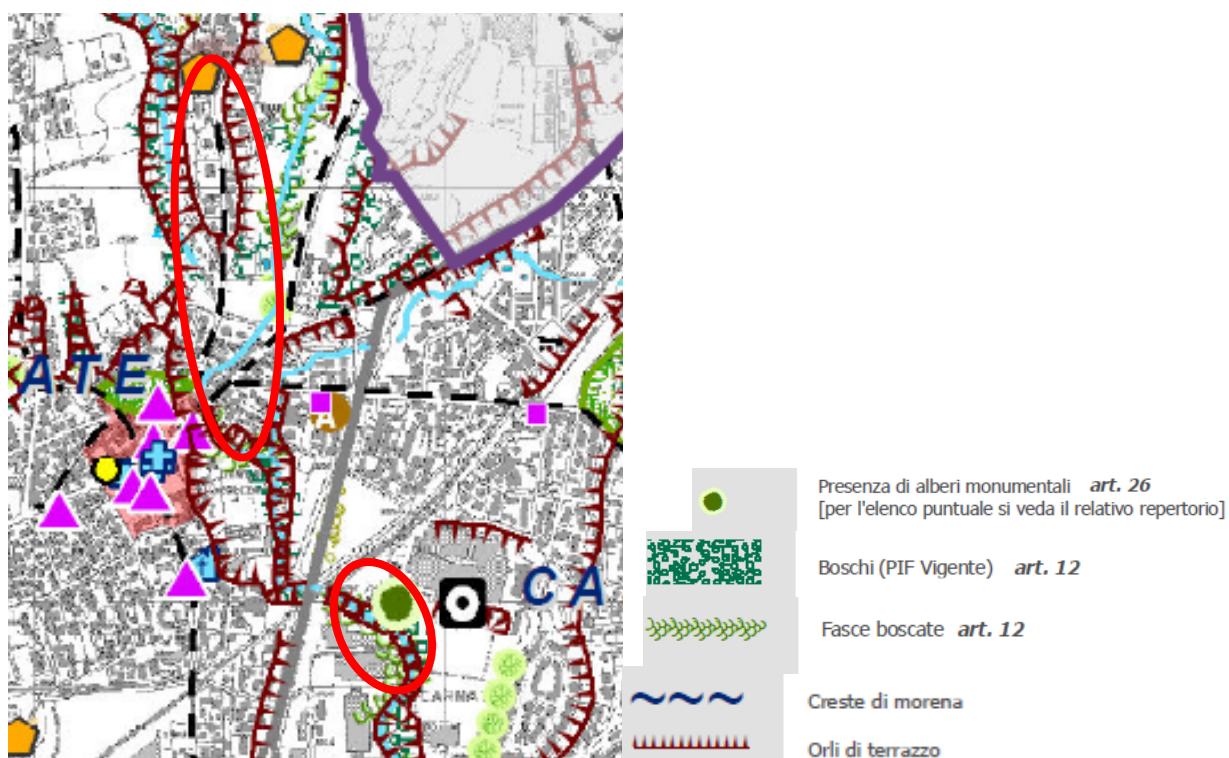 A T E
A
C A
CARNA
Presenza di alberi monumentali art. 26
[per l'elenco puntuale si veda il relativo repertorio]
Boschi (PIF Vigente) art. 12
Fasce boscate art. 12
Creste di morena
Orli di terrazzo